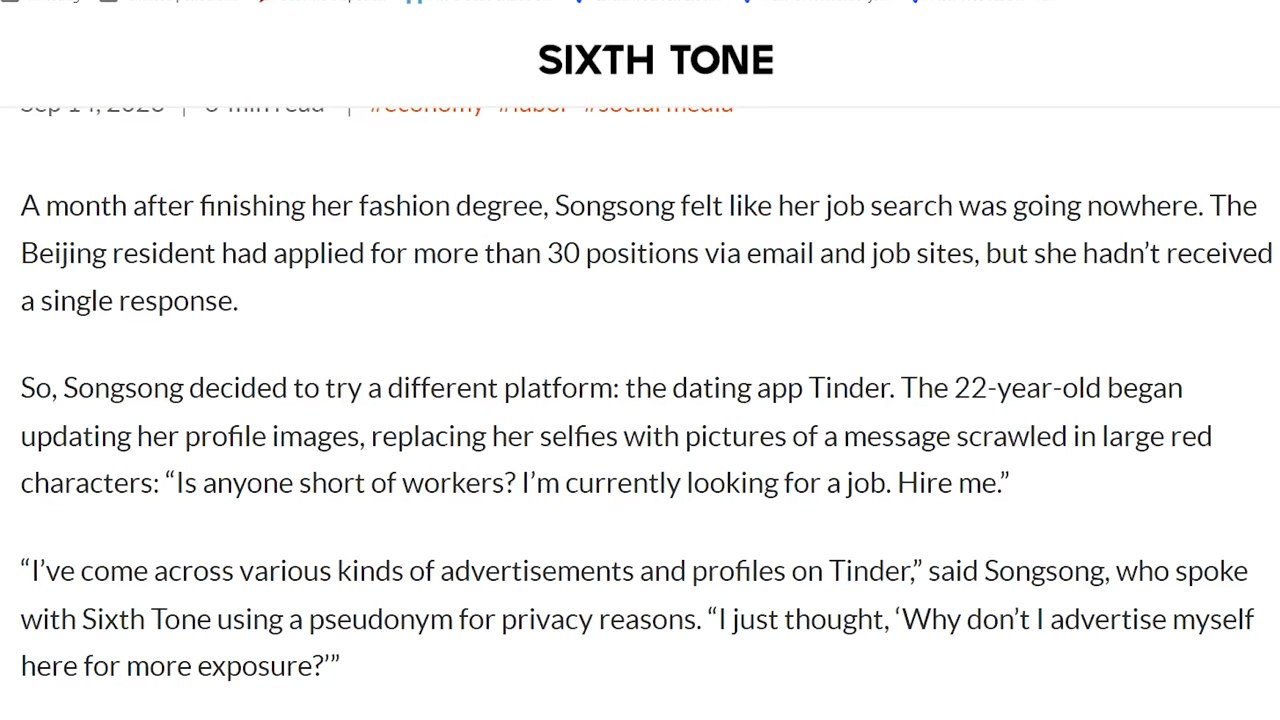 SIXTH TONE
min read | #economy #labor #social media
A month after finishing her fashion degree, Songsong felt like her job search was going nowhere. The
Beijing resident had applied for more than 30 positions via email and job sites, but she hadn’t received
a single response.
So, Songsong decided to try a different platform: the dating app Tinder. The 22-year-old began
updating her profile images, replacing her selfies with pictures of a message scrawled in large red
characters: “Is anyone short of workers? I’m currently looking for a job. Hire me.”
“I’ve come across various kinds of advertisements and profiles on Tinder,” said Songsong, who spoke
with Sixth Tone using a pseudonym for privacy reasons. “I just thought, ‘Why don’t I advertise myself
here for more exposure?’”